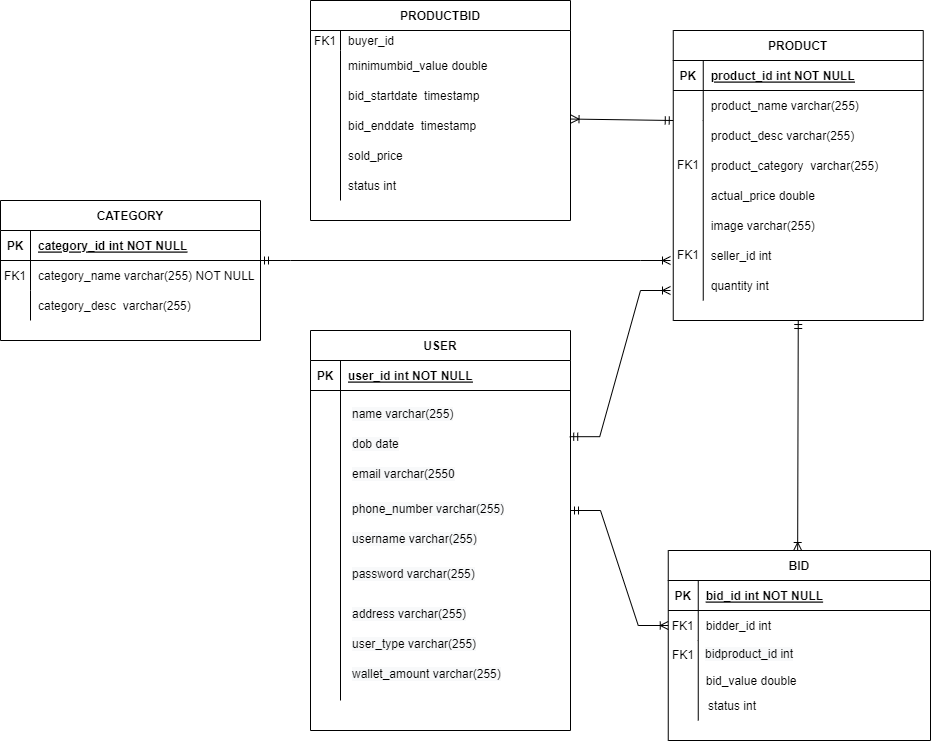 PRODUCTBID
FK1 buyer_id
minimumbid_value double
bid_startdate timestamp
bid_enddate timestamp
sold_price
status int
PRODUCT
PK product_id int NOT NULL
product_name varchar(255)
product_desc varchar(255)
FK1 product_category varchar(255)
actual_price double
image varchar(255)
FK1 seller_id int
quantity int
CATEGORY
PK category_id int NOT NULL
FK1 category_name varchar(255) NOT NULL
category_desc varchar(255)
USER
PK user_id int NOT NULL
name varchar(255)
dob date
email varchar(2550
phone_number varchar(255)
username varchar(255)
password varchar(255)
address varchar(255)
user_type varchar(255)
wallet_amount varchar(255)
BID
PK bid_id int NOT NULL
FK1 bidder_id int
FK1 bidproduct_id int
bid_value double
status int